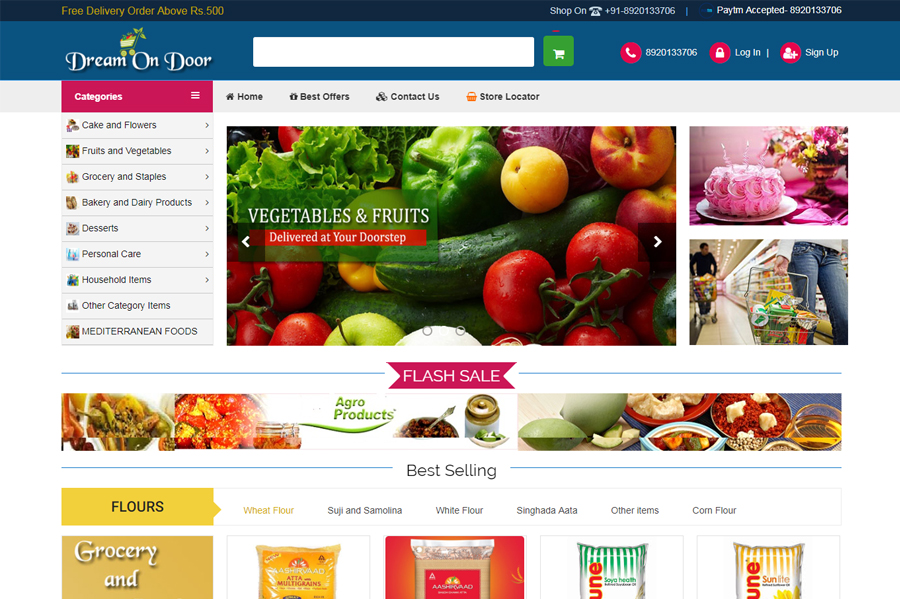 Free Delivery Order Above Rs.500
Shop On +91-8920133706 | Paytm Accepted- 8920133706
Dream On Door
8920133706 Log In | Sign Up
Categories
Home Best Offers Contact Us Store Locator
Cake and Flowers
Fruits and Vegetables
Grocery and Staples
Bakery and Dairy Products
Desserts
Personal Care
Household Items
Other Category Items
MEDITERRANEAN FOODS
VEGETABLES & FRUITS
Delivered at Your Doorstep
FLASH SALE
Agro
Products
Best Selling
FLOURS
Wheat Flour Suji and Samolina White Flour Singhada Aata Other items Corn Flour
Grocery
and
AASHIRVAAD
ATTA
MULTIGRAINS
AASHIRVAAD
une
Soya health
une
Sunlite